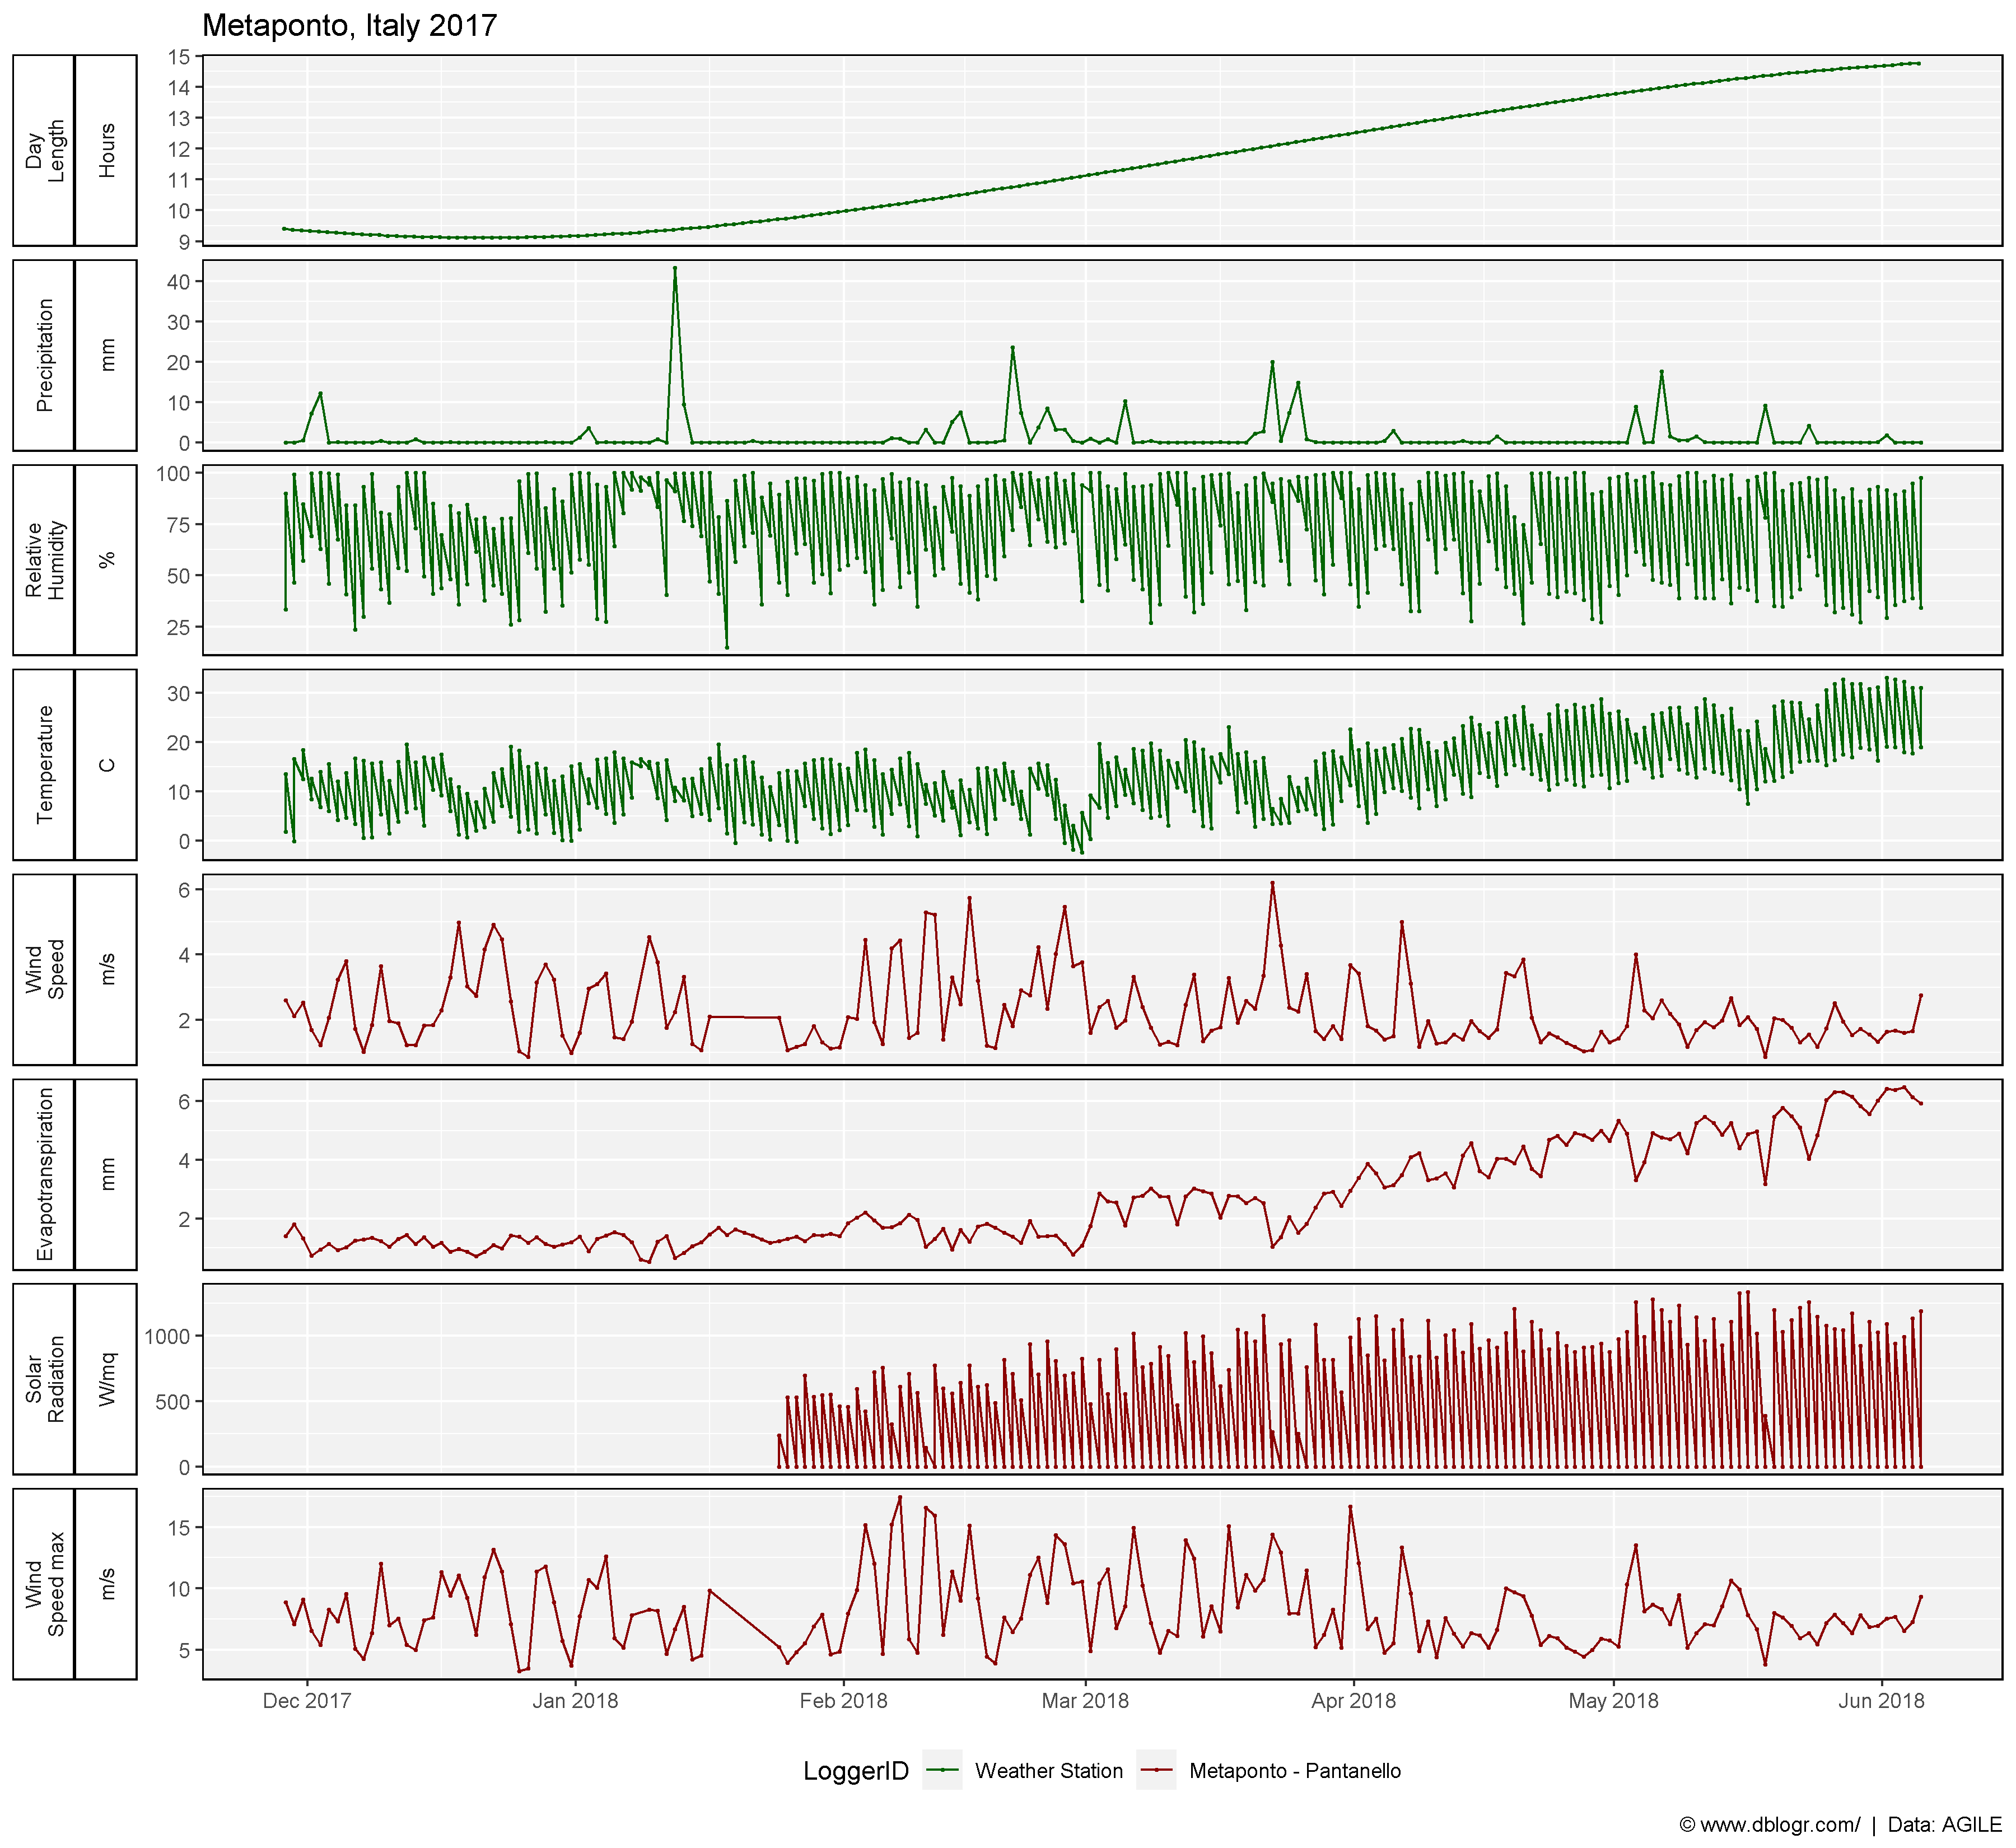 Metaponto, Italy 2017
Day
Length
Hours
15
14
13
12
11
10
9
Precipitation
mm
40
30
20
10
0
Relative
Humidity
%
100
75
50
25
Temperature
C
30
20
10
0
Wind
Speed
m/s
6
4
2
Evapotranspiration
mm
6
4
2
Solar
Radiation
W/mq
1000
500
0
Wind
Speed max
m/s
15
10
5
Dec 2017 Jan 2018 Feb 2018 Mar 2018 Apr 2018 May 2018 Jun 2018
LoggerID Weather Station Metaponto - Pantanello
© www.dblogr.com/ | Data: AGILE